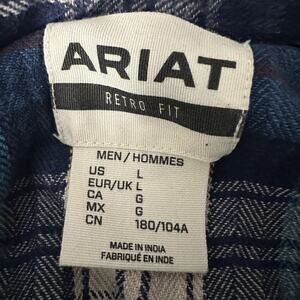 ARIAT
RETRO FIT
MEN / HOMMES
US L
EUR/UK L
CA G
MX G
CN 180/104A
MADE IN INDIA
FABRIQUÉ EN INDE